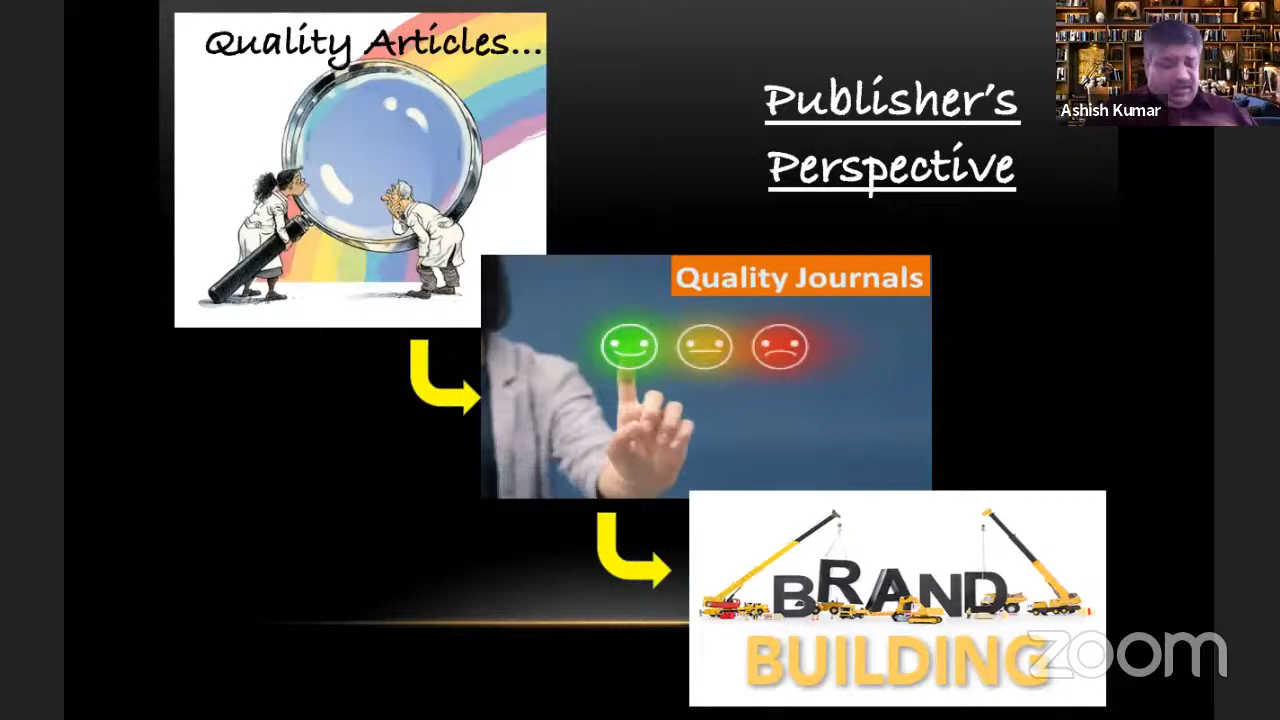 Quality Articles...
Publisher's
Perspective
Ashish Kumar
Quality Journals
BRAND
BUILDING
zoom